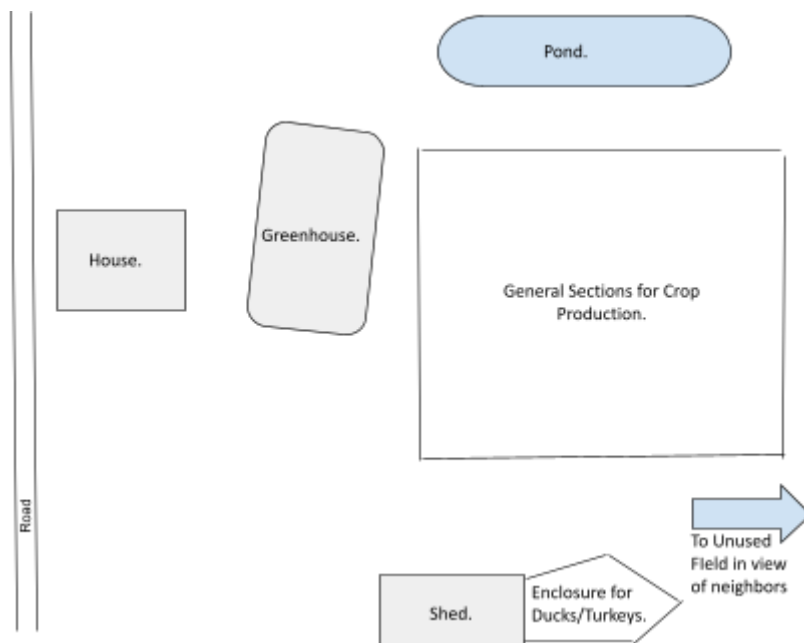 Pond.
Greenhouse.
House.
General Sections for Crop
Production.
Road
To Unused
FIeld in view
of neighbors
Enclosure for
Ducks/Turkeys.
Shed.